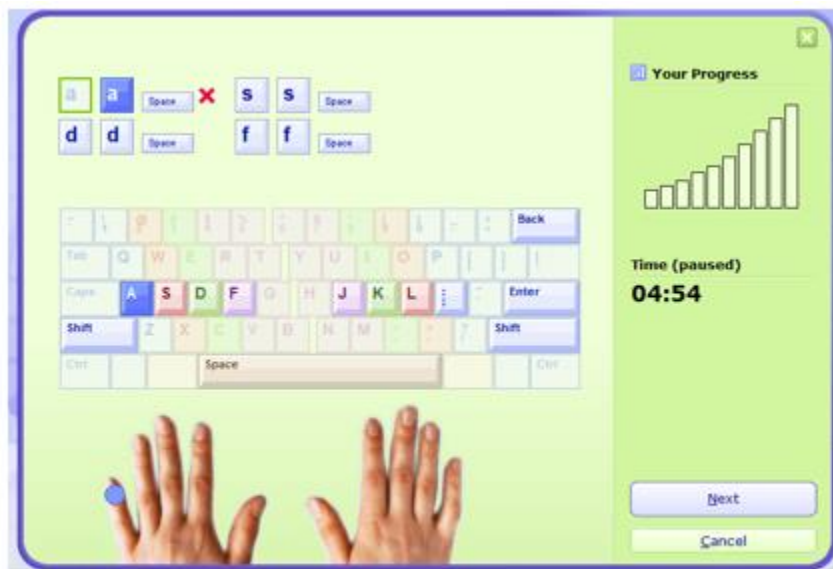 a a Space s s Space
d d Space f f Space
Back
Tab Q W E R T Y U I O P [ ]
Caps A S D F G H J K L ; Enter
Shift Z X C V B N M Shift
Ctrl Space Ctrl
Your Progress
Time (paused)
04:54
Next
Cancel